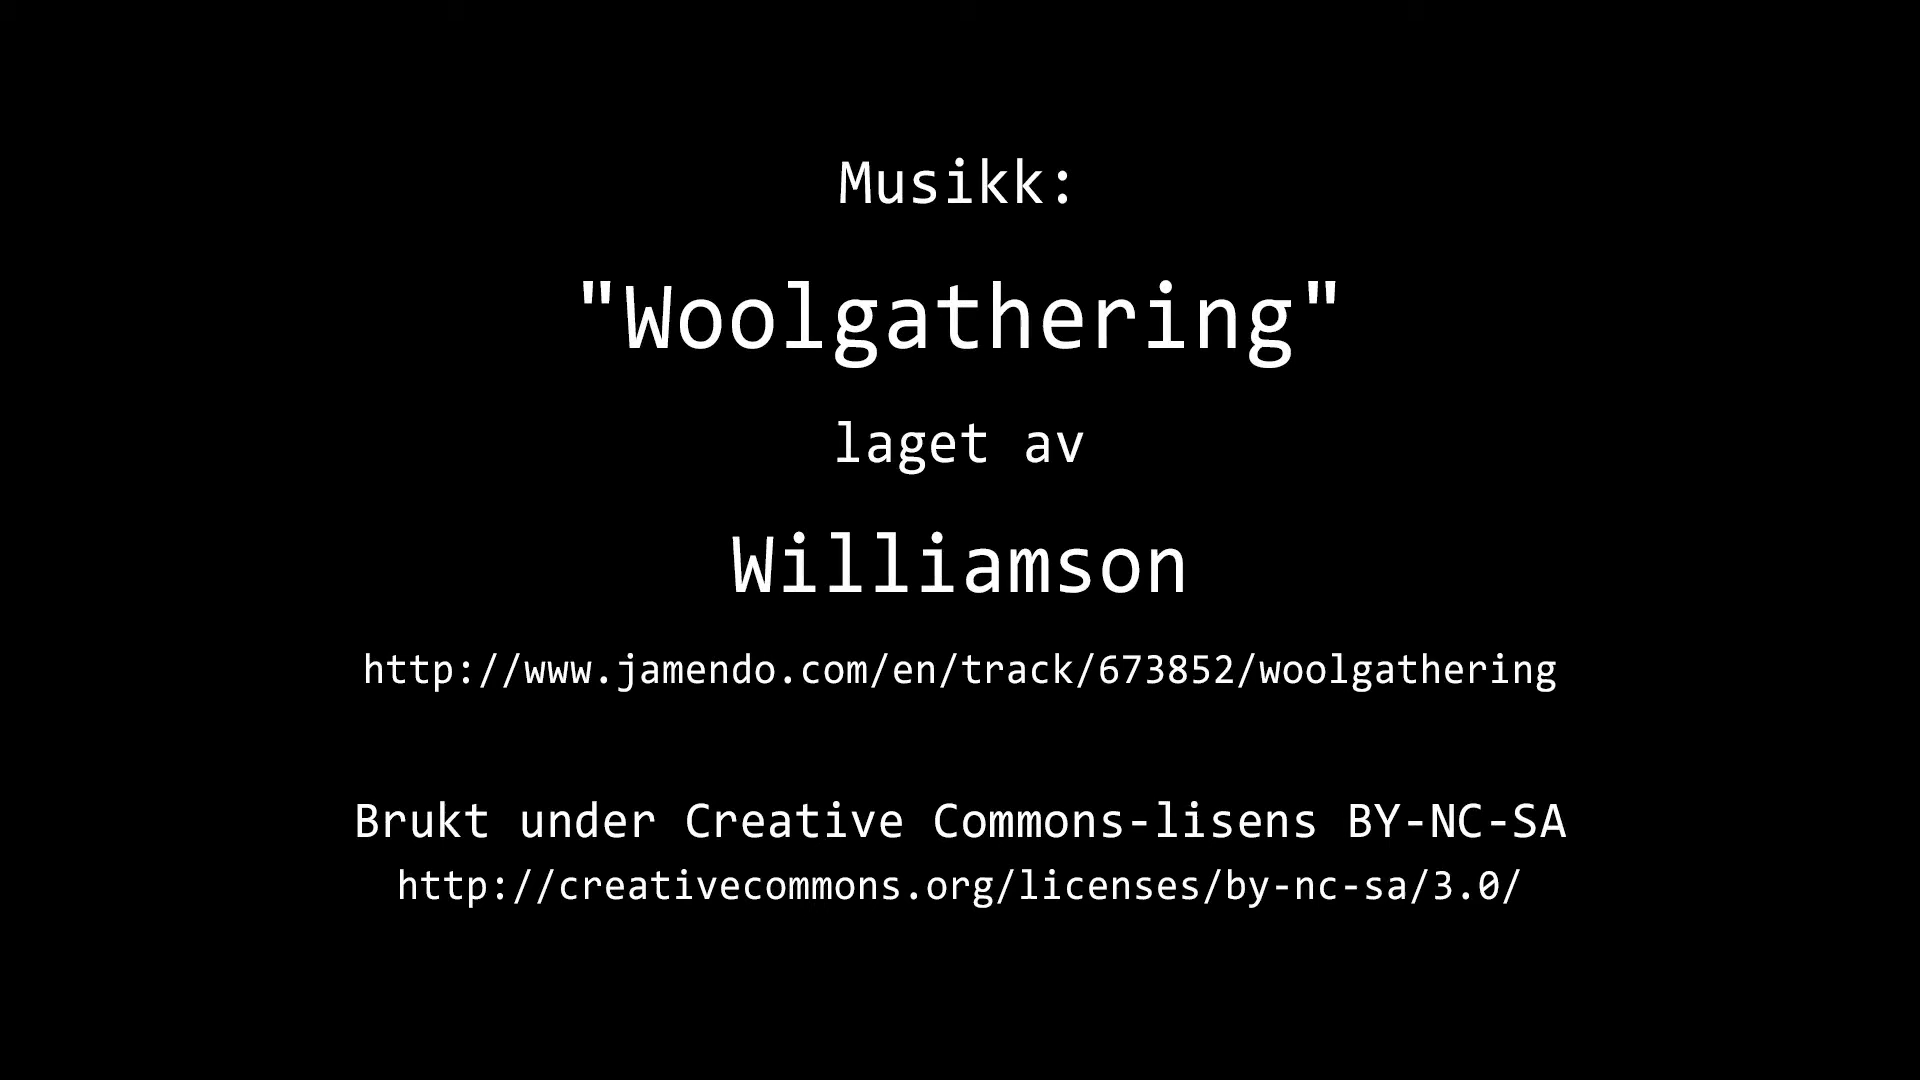 Musikk:
"Woolgathering"
laget av
Williamson
http://www.jamendo.com/en/track/673852/woolgathering
Brukt under Creative Commons-lisens BY-NC-SA
http://creativecommons.org/licenses/by-nc-sa/3.0/